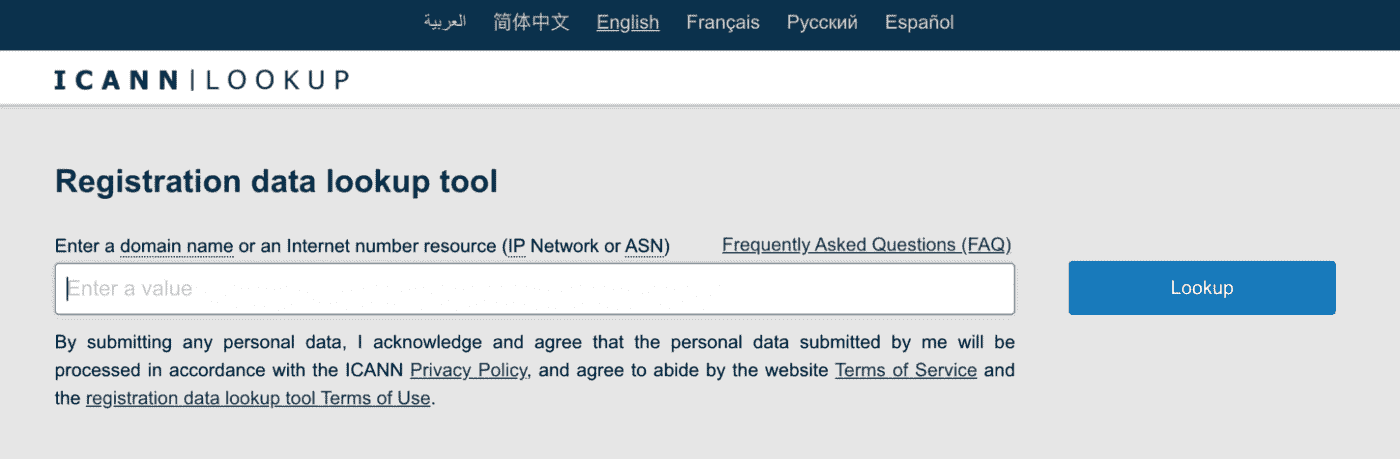 العربية 简体中文 English Français Русский Español
ICANN|LOOKUP
Registration data lookup tool
Enter a domain name or an Internet number resource (IP Network or ASN) Frequently Asked Questions (FAQ)
Enter a value Lookup
By submitting any personal data, I acknowledge and agree that the personal data submitted by me will be
processed in accordance with the ICANN Privacy Policy, and agree to abide by the website Terms of Service and
the registration data lookup tool Terms of Use.